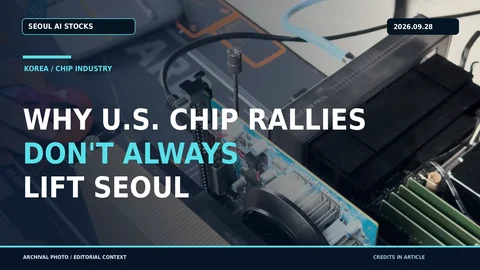 SEOUL AI STOCKS
2026.09.28
KOREA / CHIP INDUSTRY
WHY U.S. CHIP RALLIES
DON'T ALWAYS
LIFT SEOUL
ARCHIVAL PHOTO / EDITORIAL CONTEXT
CREDITS IN ARTICLE